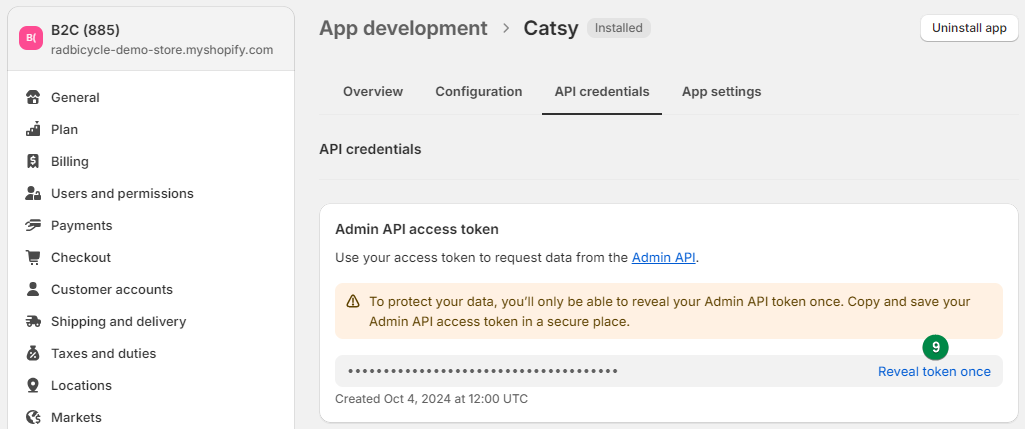 B(
B2C (885)
radbicycle-demo-store.myshopify.com
General
Plan
Billing
Users and permissions
Payments
Checkout
Customer accounts
Shipping and delivery
Taxes and duties
Locations
Markets
App development > Catsy Installed
Uninstall app
Overview Configuration API credentials App settings
API credentials
Admin API access token
Use your access token to request data from the Admin API.
To protect your data, you'll only be able to reveal your Admin API token once. Copy and save your
Admin API access token in a secure place.
9
•••••••••••••••••••••••••••••••••••••• Reveal token once
Created Oct 4, 2024 at 12:00 UTC